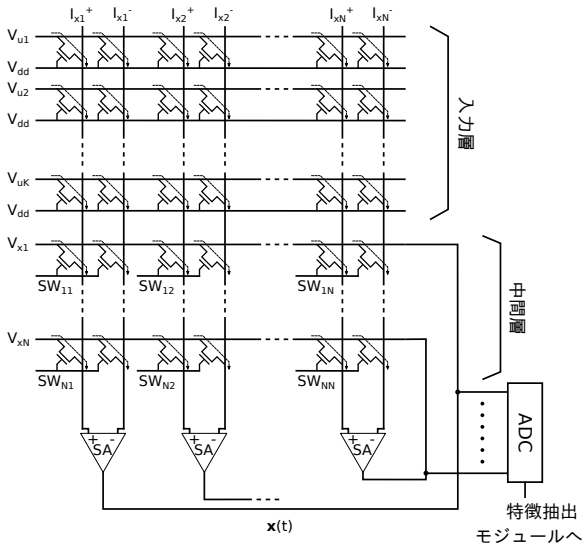 Ix1+ Ix1- Ix2+ Ix2- IxN+ IxN-
Vu1
Vdd
Vu2
Vdd
入力層
VuK
Vdd
Vx1
SW11 SW12 SW1N
中間層
VxN
SWN1 SWN2 SWNN
+ - SA + - SA + - SA
ADC
特徴抽出
モジュールへ
x(t)